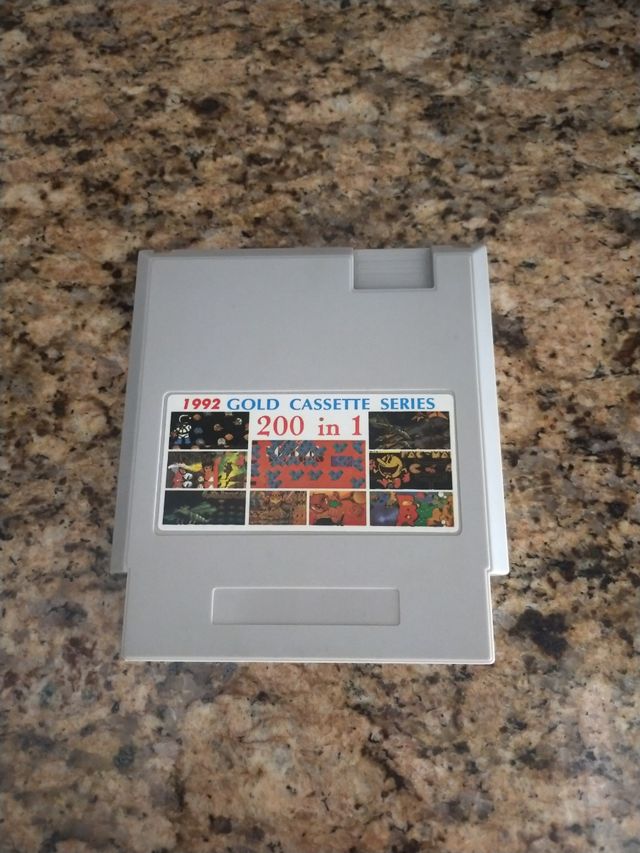 1992 GOLD CASSETTE SERIES
200 in 1